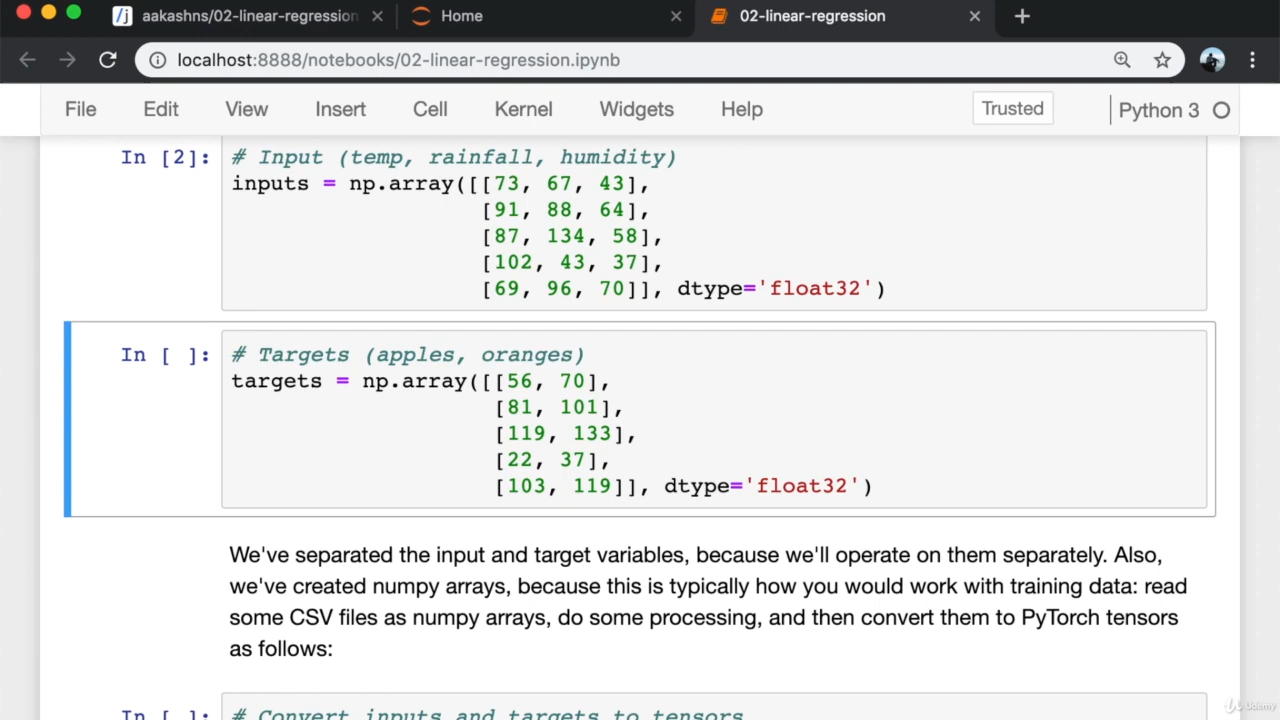 aakashns/02-linear-regression
Home
02-linear-regression
localhost:8888/notebooks/02-linear-regression.ipynb
File Edit View Insert Cell Kernel Widgets Help Trusted Python 3
In [2]: # Input (temp, rainfall, humidity)
inputs = np.array([[73, 67, 43],
[91, 88, 64],
[87, 134, 58],
[102, 43, 37],
[69, 96, 70]], dtype='float32')
In [ ]: # Targets (apples, oranges)
targets = np.array([[56, 70],
[81, 101],
[119, 133],
[22, 37],
[103, 119]], dtype='float32')
We've separated the input and target variables, because we'll operate on them separately. Also,
we've created numpy arrays, because this is typically how you would work with training data: read
some CSV files as numpy arrays, do some processing, and then convert them to PyTorch tensors
as follows:
In [ ]: # Convert inputs and targets to tensors
Udemy